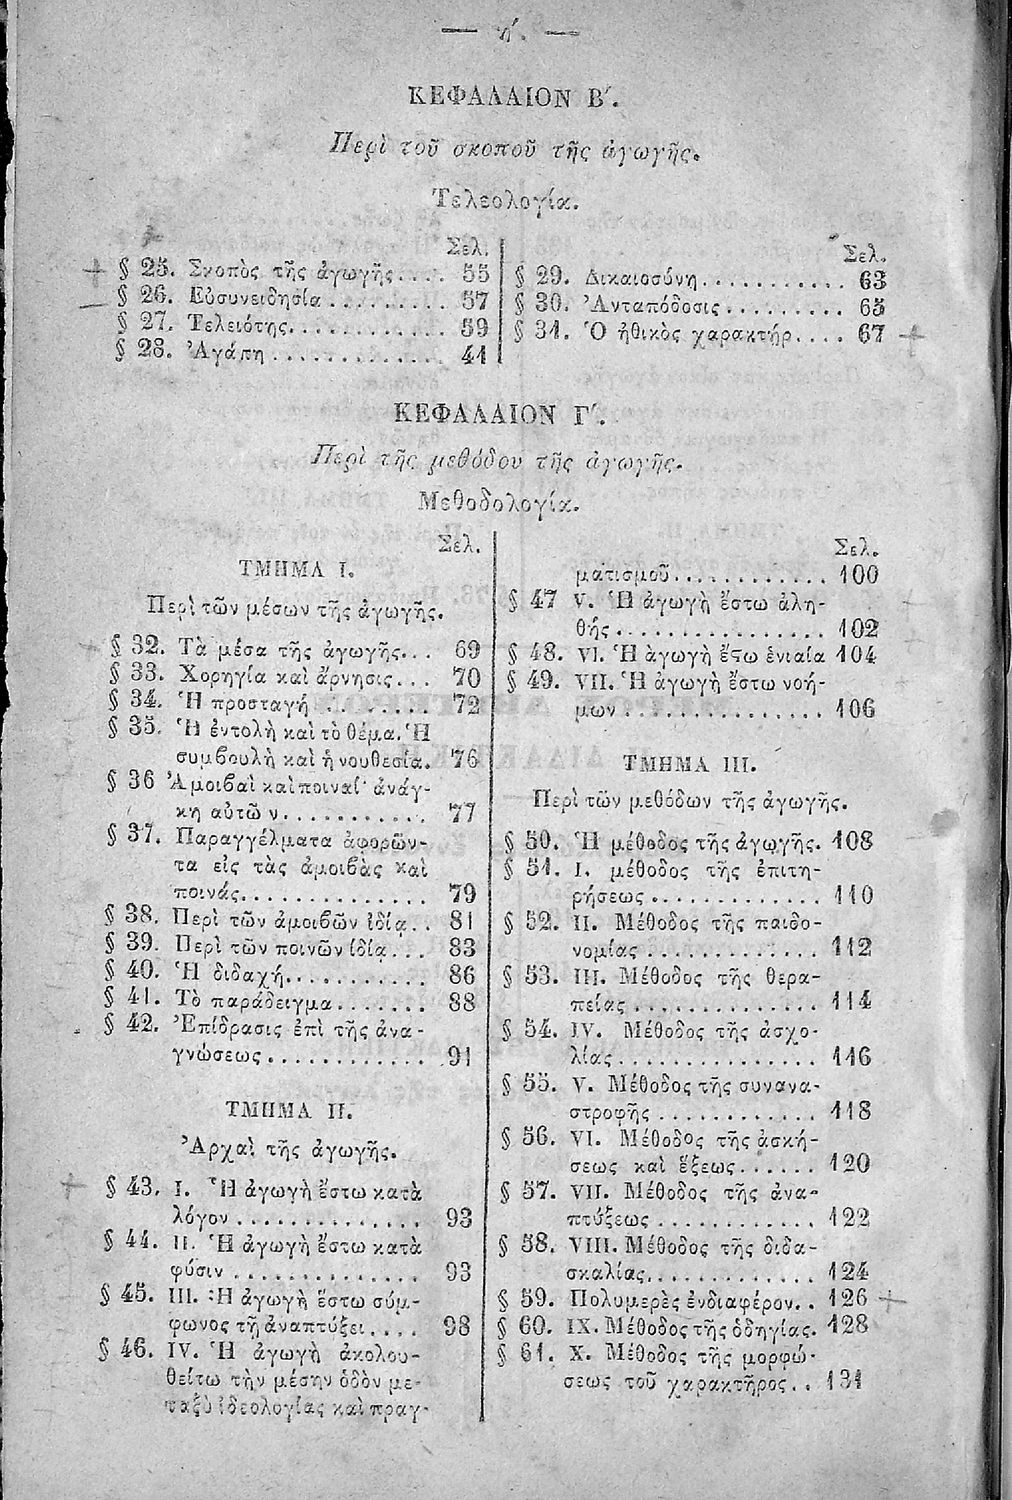 — η΄. —
ΚΕΦΑΛΑΙΟΝ Β΄.
Περὶ τοῦ σκοποῦ τῆς ἀγωγῆς.
Τελεολογία.
Σελ.
§ 25. Σκοπὸς τῆς ἀγωγῆς.... 55
§ 26. Εὐσυνειδησία......... 57
§ 27. Τελειότης............ 59
§ 28. Ἀγάπη............. 41
Σελ.
§ 29. Δικαιοσύνη........... 63
§ 30. Ἀνταπόδοσις......... 65
§ 31. Ὁ ἠθικὸς χαρακτήρ.... 67
ΚΕΦΑΛΑΙΟΝ Γ΄.
Περὶ τῆς μεθόδου τῆς ἀγωγῆς.
Μεθοδολογία.
Σελ.
ΤΜΗΜΑ Ι.
Περὶ τῶν μέσων τῆς ἀγωγῆς.
§ 32. Τὰ μέσα τῆς ἀγωγῆς... 69
§ 33. Χορηγία καὶ ἄρνησις... 70
§ 34. Ἡ προσταγή ........ 72
§ 35. Ἡ ἐντολὴ καὶ τὸ θέμα. Ἡ
συμβουλὴ καὶ ἡ νουθεσία. 76
§ 36 Ἀμοιβαὶ καὶ ποιναί· ἀνάγ-
κη αὐτῶν........... 77
§ 37. Παραγγέλματα ἀφορῶν-
τα εἰς τὰς ἀμοιβὰς καὶ
ποινάς.............. 79
§ 38. Περὶ τῶν ἀμοιβῶν ἰδίᾳ.. 81
§ 39. Περὶ τῶν ποινῶν ἰδίᾳ... 83
§ 40. Ἡ διδαχή........... 86
§ 41. Τὸ παράδειγμα....... 88
§ 42. Ἐπίδρασις ἐπὶ τῆς ἀνα-
γνώσεως............ 91
ΤΜΗΜΑ ΙΙ.
Ἀρχαὶ τῆς ἀγωγῆς.
§ 43. Ι. Ἡ ἀγωγὴ ἔστω κατὰ
λόγον.............. 93
§ 44. ΙΙ. Ἡ ἀγωγὴ ἔστω κατὰ
φύσιν.............. 93
§ 45. ΙΙΙ. Ἡ ἀγωγὴ ἔστω σύμ-
φωνος τῇ ἀναπτύξει.... 98
§ 46. IV. Ἡ ἀγωγὴ ἀκολου-
θείτω τὴν μέσην ὁδὸν με-
ταξὺ ἰδεολογίας καὶ πραγ-
Σελ.
ματισμοῦ............ 100
§ 47 V. Ἡ ἀγωγὴ ἔστω ἀλη-
θής................ 102
§ 48. VI. Ἡ ἀγωγὴ ἔστω ἑνιαία 104
§ 49. VII. Ἡ ἀγωγὴ ἔστω νοή-
μων............... 106
ΤΜΗΜΑ ΙΙΙ.
Περὶ τῶν μεθόδων τῆς ἀγωγῆς.
§ 50. Ἡ μέθοδος τῆς ἀγωγῆς. 108
§ 51. Ι. μέθοδος τῆς ἐπιτη-
ρήσεως............. 110
§ 52. ΙΙ. Μέθοδος τῆς παιδο-
νομίας............. 112
§ 53. ΙΙΙ. Μέθοδος τῆς θερα-
πείας.............. 114
§ 54. IV. Μέθοδος τῆς ἀσχο-
λίας............... 116
§ 55. V. Μέθοδος τῆς συνανα-
στροφῆς ............ 118
§ 56. VI. Μέθοδος τῆς ἀσκή-
σεως καὶ ἕξεως...... 120
§ 57. VII. Μέθοδος τῆς ἀνα-
πτύξεως............ 122
§ 58. VIII. Μέθοδος τῆς διδα-
σκαλίας............. 124
§ 59. Πολυμερὲς ἐνδιαφέρον.. 126
§ 60. IX. Μέθοδος τῆς ὁδηγίας. 128
§ 61. X. Μέθοδος τῆς μορφώ-
σεως τοῦ χαρακτῆρος.. 131